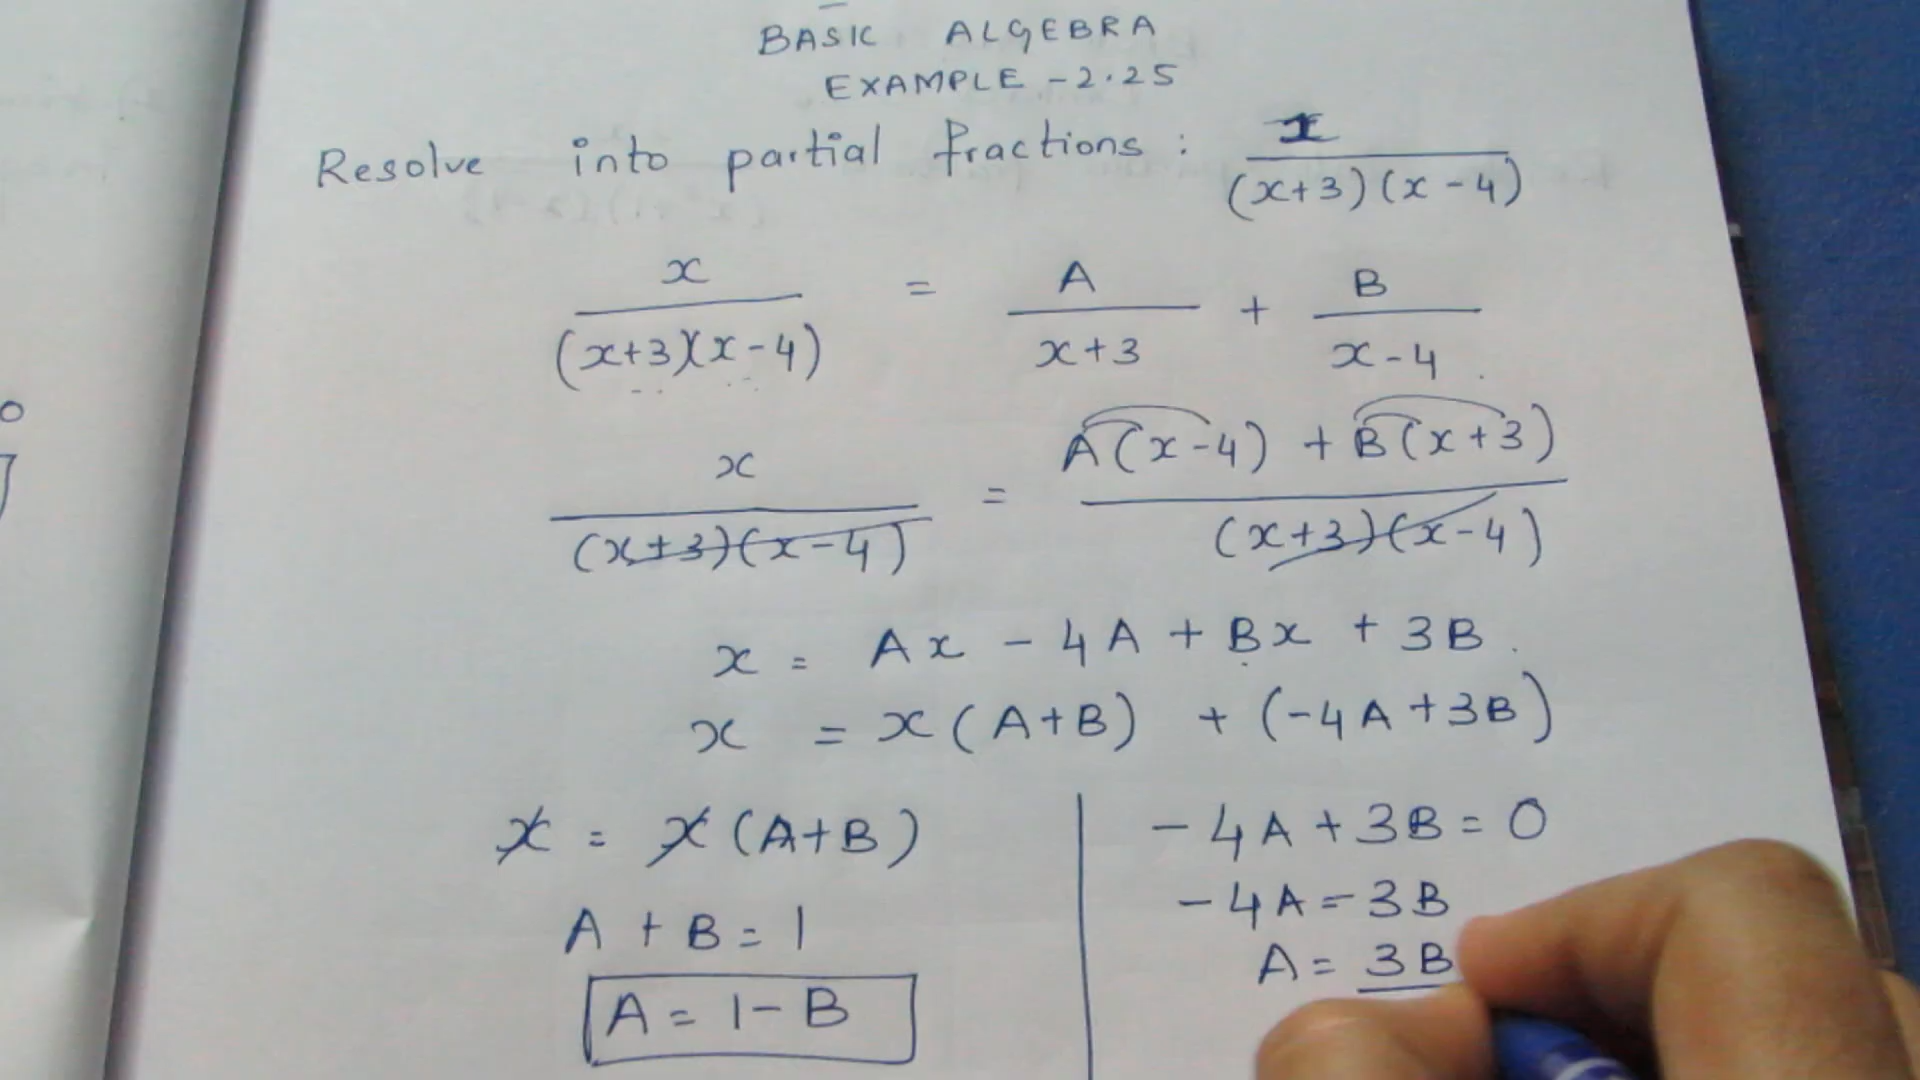 BASIC ALGEBRA
EXAMPLE - 2.25
Resolve into partial fractions : x / (x+3)(x-4)
x / (x+3)(x-4) = A / x+3 + B / x-4
x / (x+3)(x-4) = A(x-4) + B(x+3) / (x+3)(x-4)
x = Ax - 4A + Bx + 3B
x = x(A+B) + (-4A+3B)
x = x(A+B)
A + B = 1
A = 1 - B
-4A + 3B = 0
-4A = 3B
A = 3B